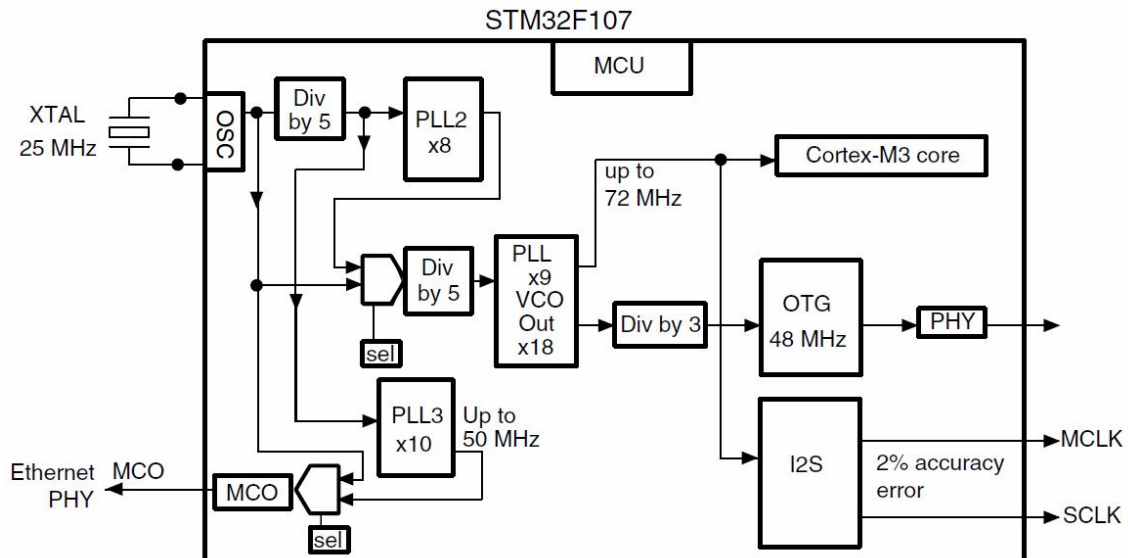 STM32F107
MCU
XTAL
25 MHz
OSC
Div
by 5
PLL2
x8
Cortex-M3 core
up to
72 MHz
Div
by 5
PLL
x9
VCO
Out
x18
Div by 3
OTG
48 MHz
PHY
sel
PLL3
x10
Up to
50 MHz
I2S
MCLK
2% accuracy
error
SCLK
Ethernet
PHY
MCO
MCO
sel